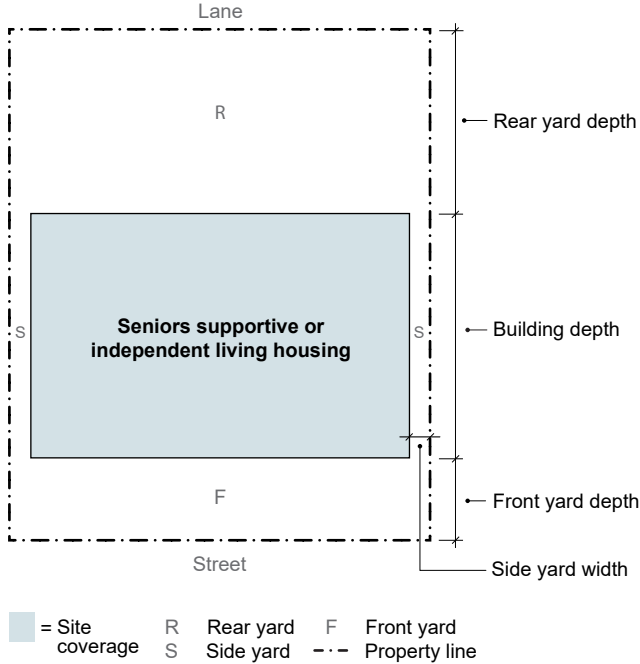 Lane
R
Rear yard depth
S
Seniors supportive or
independent living housing
S
Building depth
F
Front yard depth
Street
Side yard width
= Site
coverage
R Rear yard
F Front yard
S Side yard
Property line